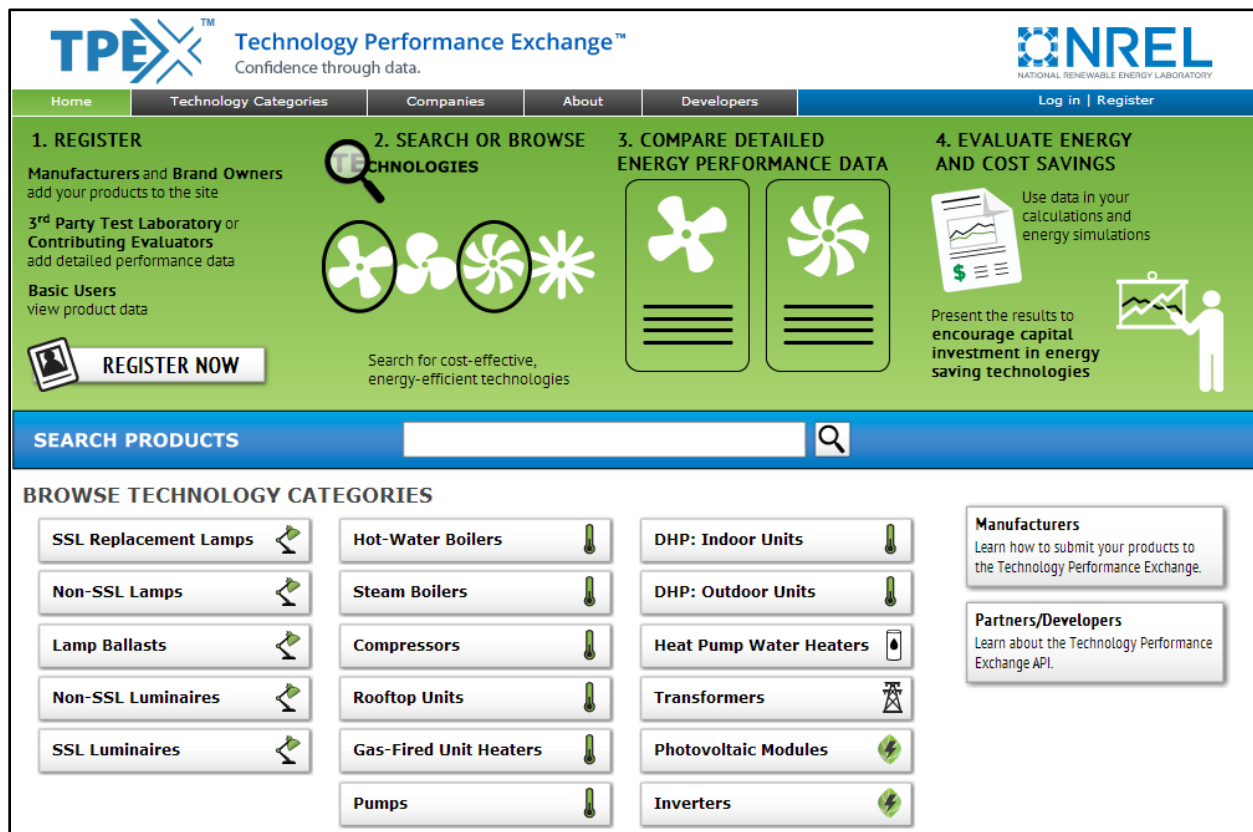 TPEX™
Technology Performance Exchange™
Confidence through data.
NREL
NATIONAL RENEWABLE ENERGY LABORATORY
Home
Technology Categories
Companies
About
Developers
Log in | Register
1. REGISTER
Manufacturers and Brand Owners
add your products to the site
3rd Party Test Laboratory or
Contributing Evaluators
add detailed performance data
Basic Users
view product data
REGISTER NOW
2. SEARCH OR BROWSE
TECHNOLOGIES
Search for cost-effective,
energy-efficient technologies
3. COMPARE DETAILED
ENERGY PERFORMANCE DATA
4. EVALUATE ENERGY
AND COST SAVINGS
Use data in your
calculations and
energy simulations
$
Present the results to
encourage capital
investment in energy
saving technologies
SEARCH PRODUCTS
BROWSE TECHNOLOGY CATEGORIES
SSL Replacement Lamps
Non-SSL Lamps
Lamp Ballasts
Non-SSL Luminaires
SSL Luminaires
Hot-Water Boilers
Steam Boilers
Compressors
Rooftop Units
Gas-Fired Unit Heaters
Pumps
DHP: Indoor Units
DHP: Outdoor Units
Heat Pump Water Heaters
Transformers
Photovoltaic Modules
Inverters
Manufacturers
Learn how to submit your products to
the Technology Performance Exchange.
Partners/Developers
Learn about the Technology Performance
Exchange API.